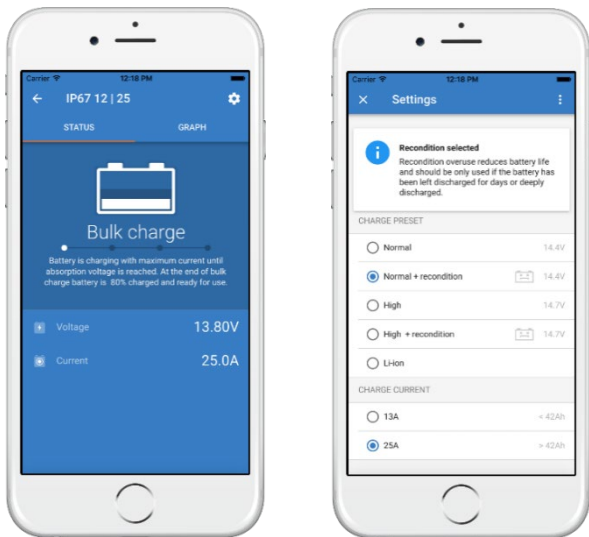 Carrier 12:18 PM
IP67 12 | 25
STATUS GRAPH
Bulk charge
Battery is charging with maximum current until
absorption voltage is reached. At the end of bulk
charge battery is 80% charged and ready for use.
Voltage 13.80V
Current 25.0A
Carrier 12:18 PM
Settings
Recondition selected
Recondition overuse reduces battery life
and should be only used if the battery has
been left discharged for days or deeply
discharged.
CHARGE PRESET
Normal 14.4V
Normal + recondition 14.4V
High 14.7V
High + recondition 14.7V
Li-ion
CHARGE CURRENT
13A < 42Ah
25A > 42Ah